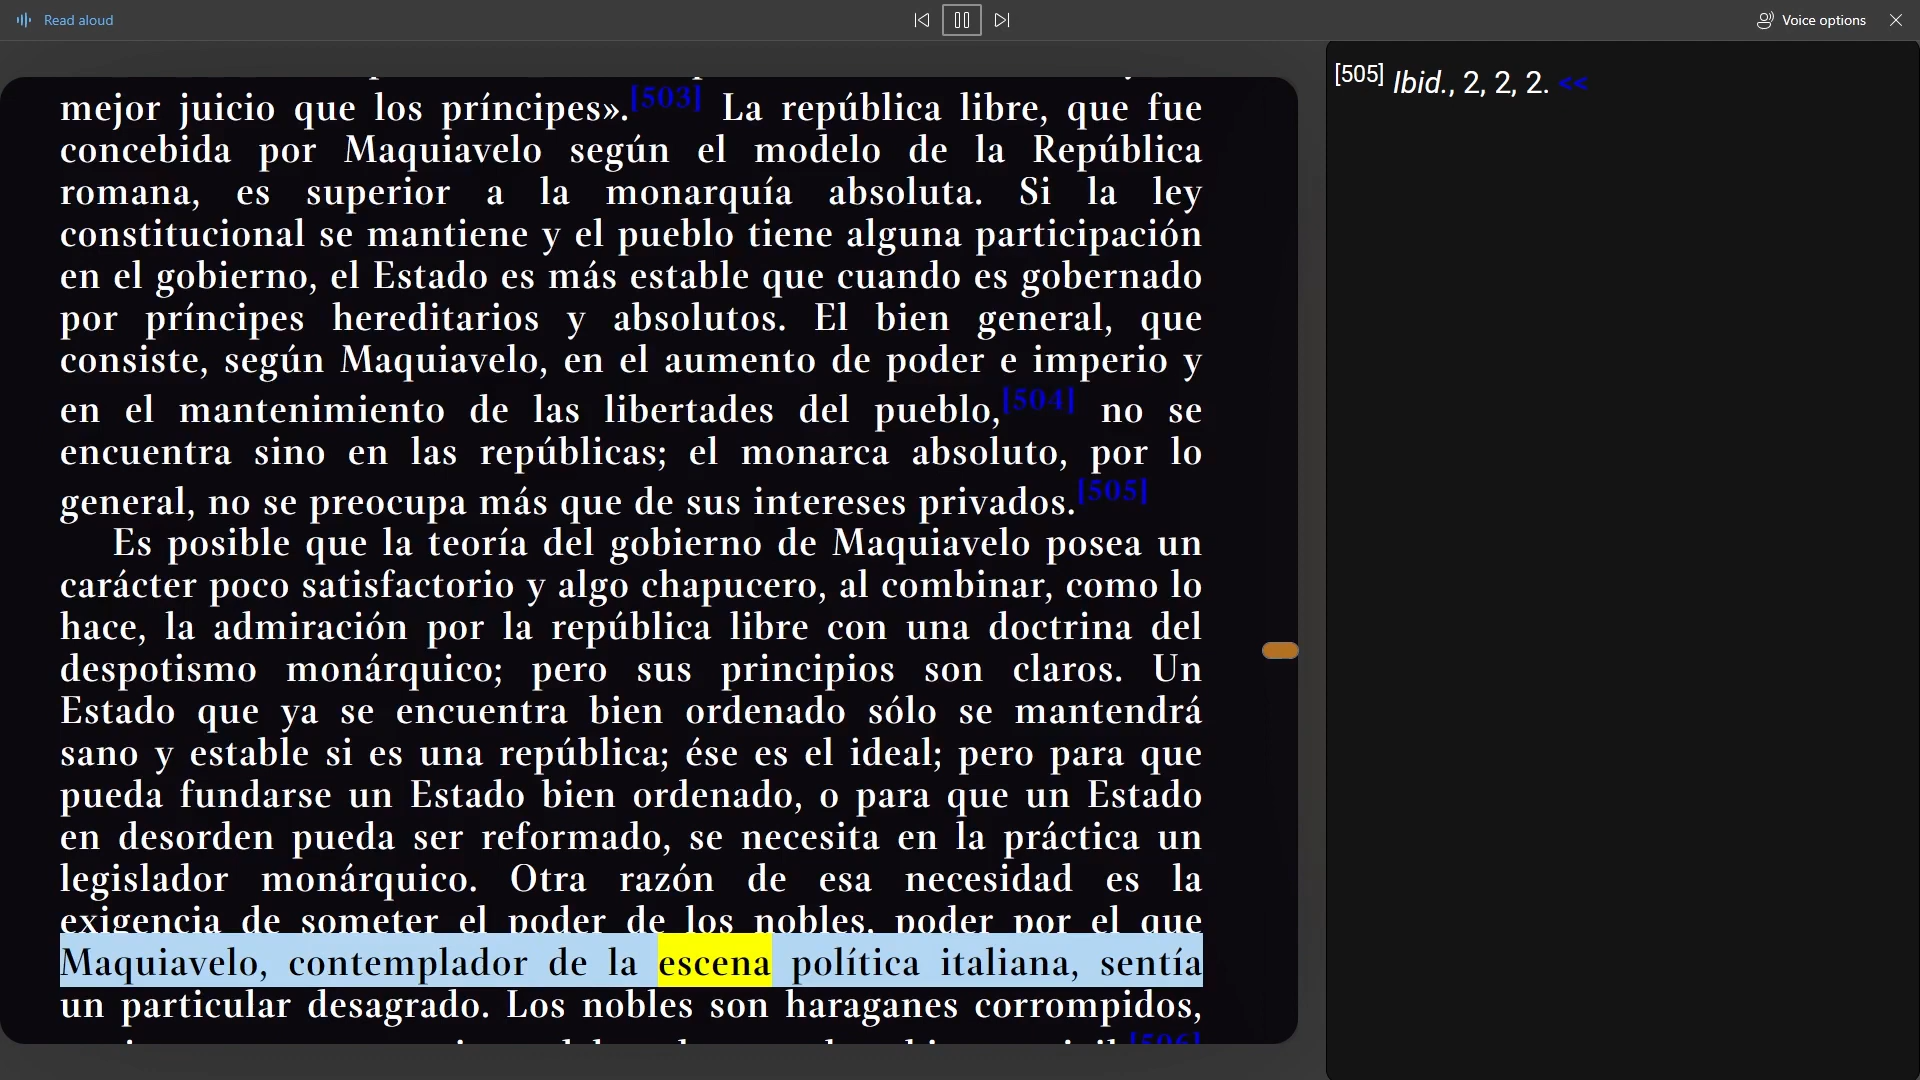 Read aloud
Voice options
mejor juicio que los príncipes».[503] La república libre, que fue
concebida por Maquiavelo según el modelo de la República
romana, es superior a la monarquía absoluta. Si la ley
constitucional se mantiene y el pueblo tiene alguna participación
en el gobierno, el Estado es más estable que cuando es gobernado
por príncipes hereditarios y absolutos. El bien general, que
consiste, según Maquiavelo, en el aumento de poder e imperio y
en el mantenimiento de las libertades del pueblo,[504] no se
encuentra sino en las repúblicas; el monarca absoluto, por lo
general, no se preocupa más que de sus intereses privados.[505]
Es posible que la teoría del gobierno de Maquiavelo posea un
carácter poco satisfactorio y algo chapucero, al combinar, como lo
hace, la admiración por la república libre con una doctrina del
despotismo monárquico; pero sus principios son claros. Un
Estado que ya se encuentra bien ordenado sólo se mantendrá
sano y estable si es una república; ése es el ideal; pero para que
pueda fundarse un Estado bien ordenado, o para que un Estado
en desorden pueda ser reformado, se necesita en la práctica un
legislador monárquico. Otra razón de esa necesidad es la
exigencia de someter el poder de los nobles, poder por el que
Maquiavelo, contemplador de la escena política italiana, sentía
un particular desagrado. Los nobles son haraganes corrompidos,
[506]
[505] Ibid., 2, 2, 2. <<